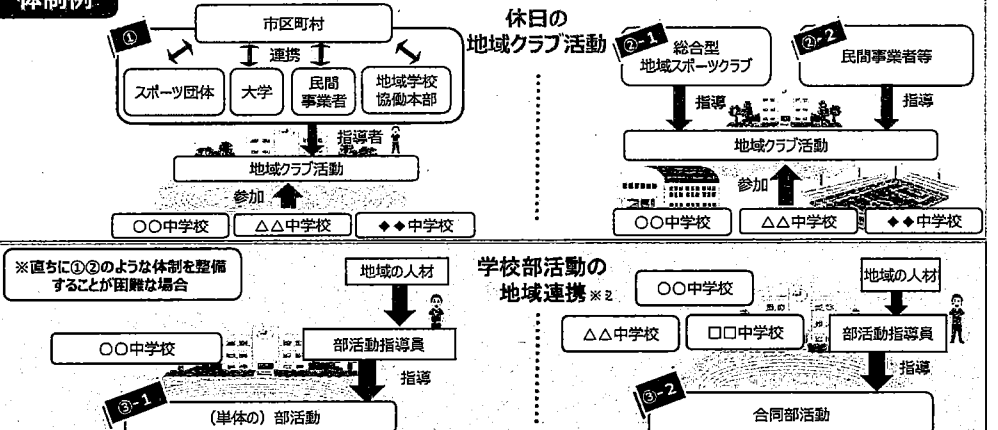 体制例
休日の
地域クラブ活動
①
市区町村
連携
スポーツ団体
大学
民間
事業者
地域学校
協働本部
指導者
地域クラブ活動
参加
〇〇中学校
△△中学校
◆◆中学校
②-1
総合型
地域スポーツクラブ
②-2
民間事業者等
指導
指導
地域クラブ活動
参加
〇〇中学校
△△中学校
◆◆中学校
※直ちに①②のような体制を整備
することが困難な場合
学校部活動の
地域連携※2
地域の人材
〇〇中学校
部活動指導員
指導
③-1
(単体の) 部活動
〇〇中学校
△△中学校
□□中学校
地域の人材
部活動指導員
指導
③-2
合同部活動